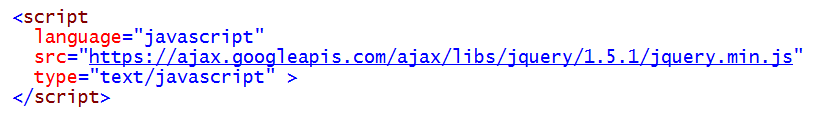 <script
language="javascript"
src="https://ajax.googleapis.com/ajax/libs/jquery/1.5.1/jquery.min.js"
type="text/javascript" >
</script>